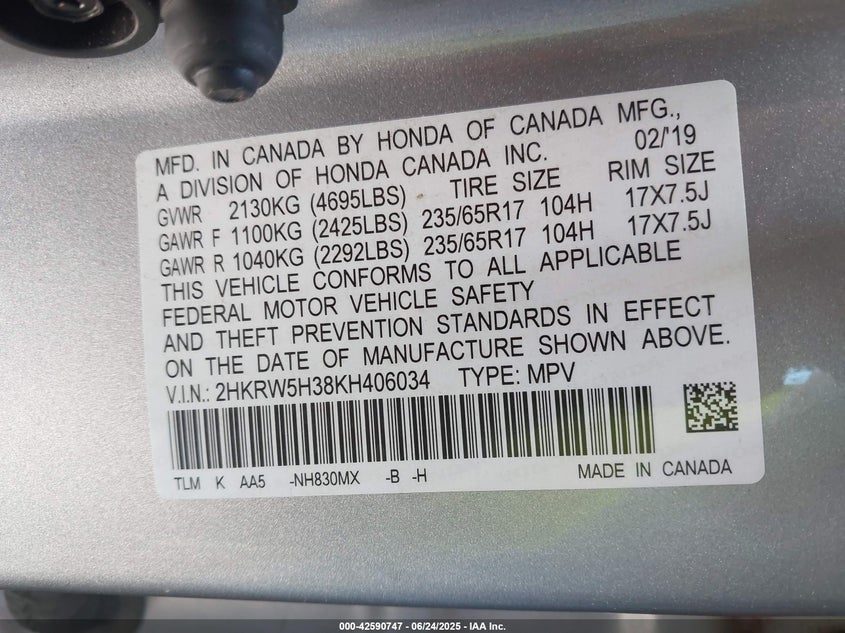 MFD. IN CANADA BY HONDA OF CANADA MFG.,
A DIVISION OF HONDA CANADA INC. 02/'19
GVWR 2130KG (4695LBS) TIRE SIZE RIM SIZE
GAWR F 1100KG (2425LBS) 235/65R17 104H 17X7.5J
GAWR R 1040KG (2292LBS) 235/65R17 104H 17X7.5J
THIS VEHICLE CONFORMS TO ALL APPLICABLE
FEDERAL MOTOR VEHICLE SAFETY
AND THEFT PREVENTION STANDARDS IN EFFECT
ON THE DATE OF MANUFACTURE SHOWN ABOVE.
V.I.N.: 2HKRW5H38KH406034 TYPE: MPV
TLM K AA5 -NH830MX -B -H MADE IN CANADA
000-42590747 / 06/24/2025 - IAA Inc.